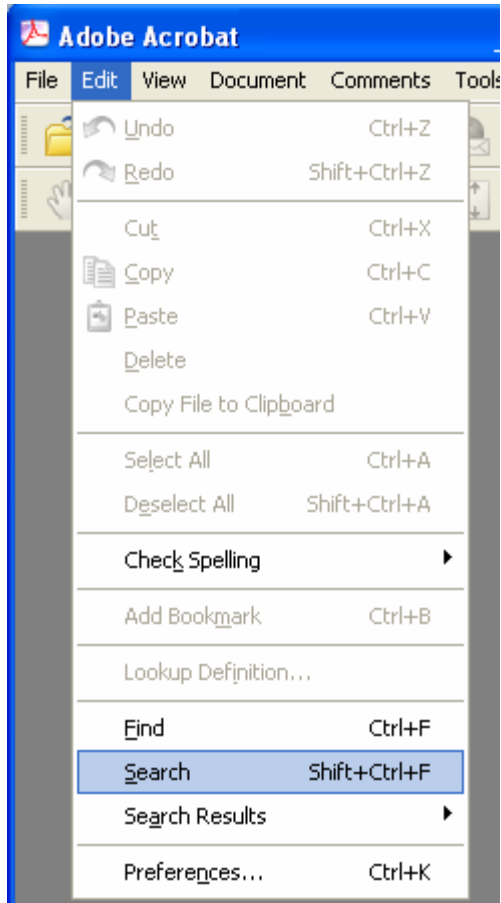 Adobe Acrobat
File Edit View Document Comments Tools
Undo Ctrl+Z
Redo Shift+Ctrl+Z
Cut Ctrl+X
Copy Ctrl+C
Paste Ctrl+V
Delete
Copy File to Clipboard
Select All Ctrl+A
Deselect All Shift+Ctrl+A
Check Spelling
Add Bookmark Ctrl+B
Lookup Definition...
Find Ctrl+F
Search Shift+Ctrl+F
Search Results
Preferences... Ctrl+K